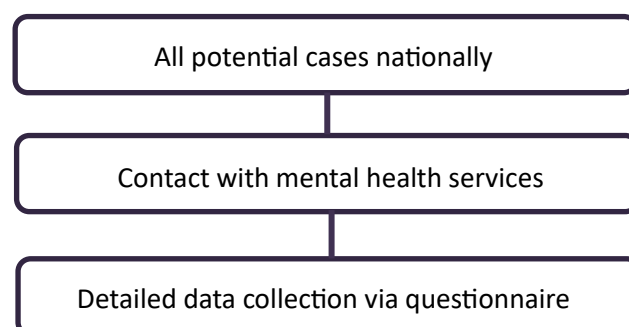 All potential cases nationally
Contact with mental health services
Detailed data collection via questionnaire